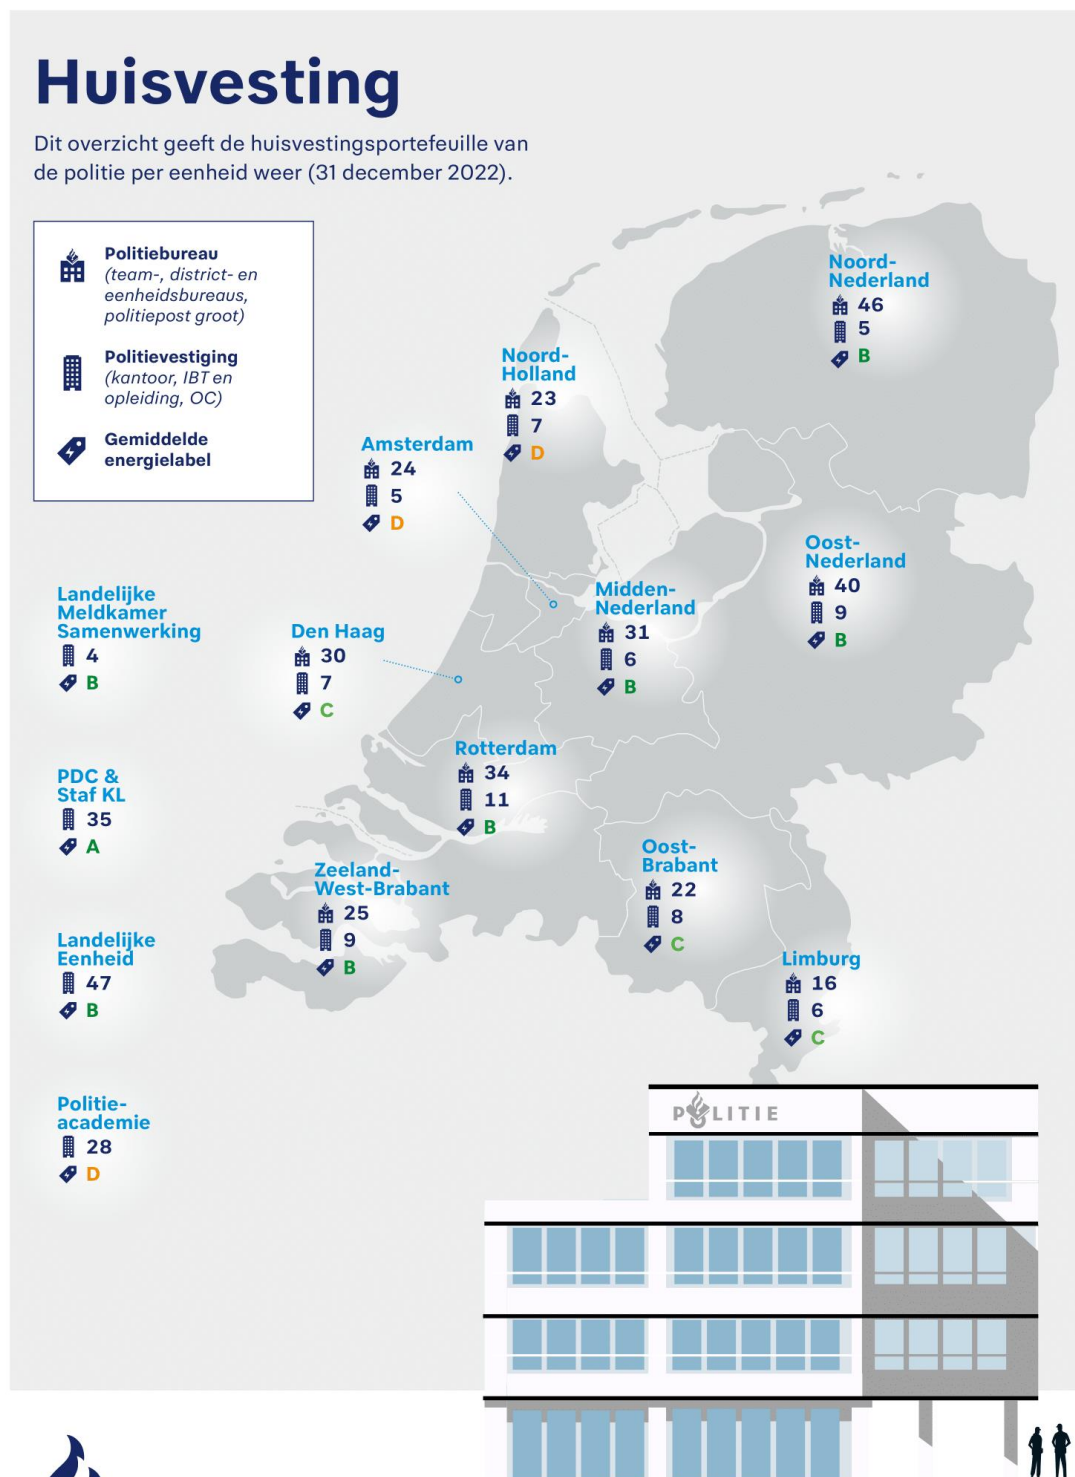 Huisvesting
Dit overzicht geeft de huisvestingsportefeuille van
de politie per eenheid weer (31 december 2022).
Politiebureau
(team-, district- en
eenheidsbureaus,
politiepost groot)
Politievestiging
(kantoor, IBT en
opleiding, OC)
Gemiddelde
energielabel
Noord-
Nederland
46
5
B
Noord-
Holland
23
7
D
Amsterdam
24
5
D
Oost-
Nederland
40
9
B
Midden-
Nederland
31
6
B
Landelijke
Meldkamer
Samenwerking
4
B
Den Haag
30
7
C
Rotterdam
34
11
B
PDC &
Staf KL
35
A
Oost-
Brabant
22
8
C
Zeeland-
West-Brabant
25
9
B
Landelijke
Eenheid
47
B
Limburg
16
6
C
Politie-
academie
28
D
POLITIE